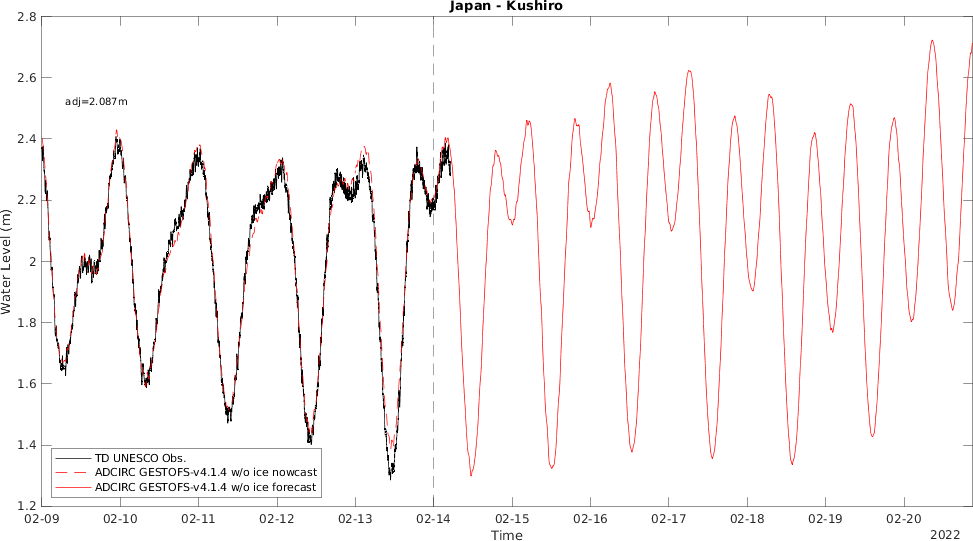 Japan - Kushiro
2.8
2.6
2.4
2.2
2
1.8
1.6
1.4
1.2
Water Level (m)
adj=2.087m
TD UNESCO Obs.
ADCIRC GESTOFS-v4.1.4 w/o ice nowcast
ADCIRC GESTOFS-v4.1.4 w/o ice forecast
02-09 02-10 02-11 02-12 02-13 02-14 02-15 02-16 02-17 02-18 02-19 02-20
Time
2022